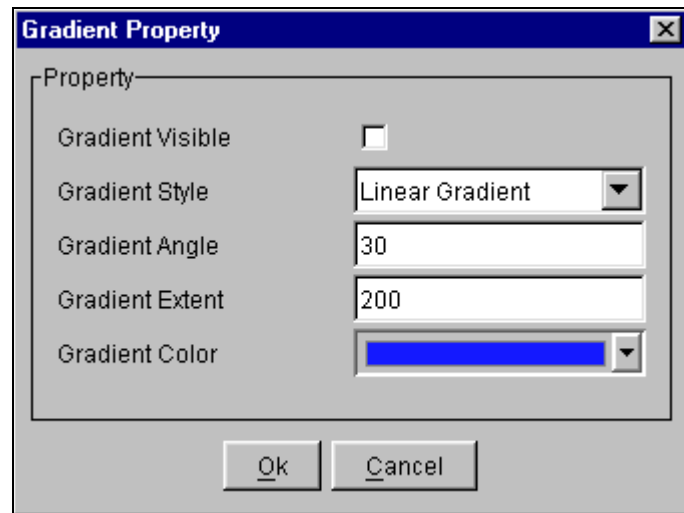 Gradient Property
Property
Gradient Visible
Gradient Style Linear Gradient
Gradient Angle 30
Gradient Extent 200
Gradient Color
Ok Cancel